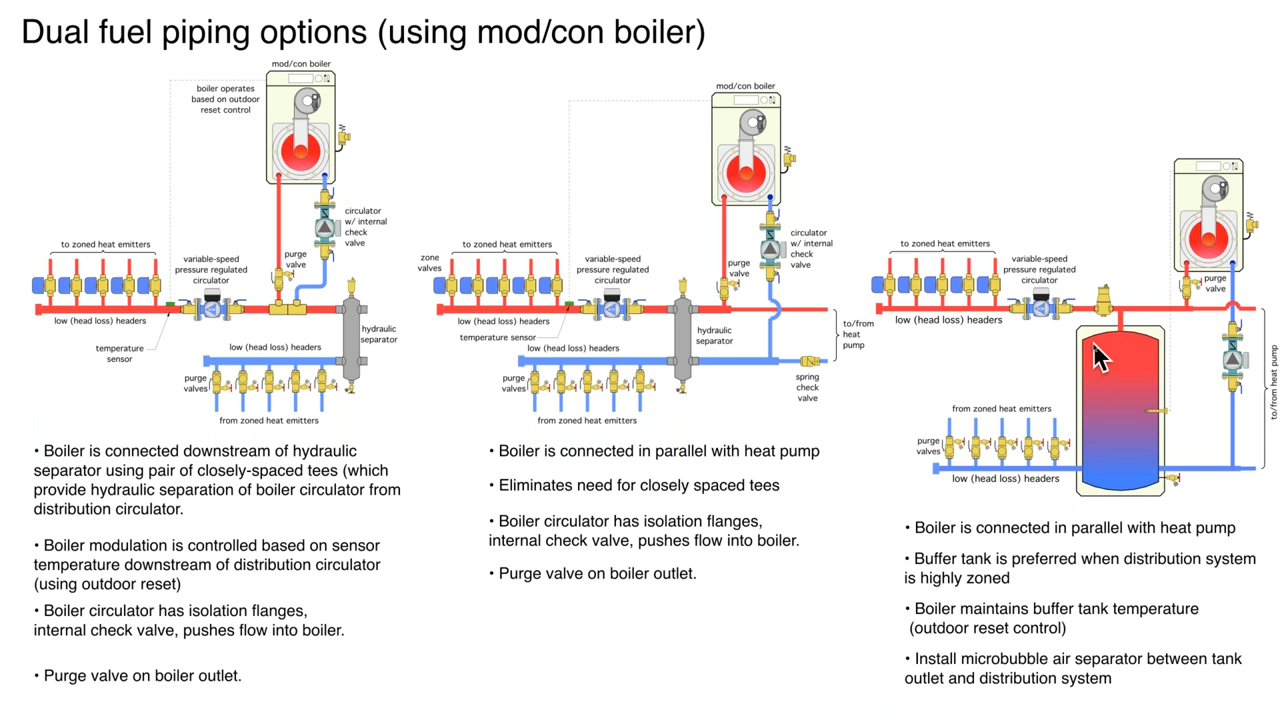 Dual fuel piping options (using mod/con boiler)
mod/con boiler
boiler operates
based on outdoor
reset control
circulator
w/ internal
check
valve
to zoned heat emitters
variable-speed
pressure regulated
circulator
purge
valve
low (head loss) headers
temperature
sensor
hydraulic
separator
low (head loss) headers
purge
valves
from zoned heat emitters
• Boiler is connected downstream of hydraulic
separator using pair of closely-spaced tees (which
provide hydraulic separation of boiler circulator from
distribution circulator.
• Boiler modulation is controlled based on sensor
temperature downstream of distribution circulator
(using outdoor reset)
• Boiler circulator has isolation flanges,
internal check valve, pushes flow into boiler.
• Purge valve on boiler outlet.
mod/con boiler
circulator
w/ internal
check
valve
to zoned heat emitters
zone
valves
variable-speed
pressure regulated
circulator
purge
valve
low (head loss) headers
temperature
sensor
hydraulic
separator
to/from
heat
pump
low (head loss) headers
purge
valves
spring
check
valve
from zoned heat emitters
• Boiler is connected in parallel with heat pump
• Eliminates need for closely spaced tees
• Boiler circulator has isolation flanges,
internal check valve, pushes flow into boiler.
• Purge valve on boiler outlet.
to zoned heat emitters
variable-speed
pressure regulated
circulator
purge
valve
low (head loss) headers
to/from heat pump
from zoned heat emitters
purge
valves
low (head loss) headers
• Boiler is connected in parallel with heat pump
• Buffer tank is preferred when distribution system
is highly zoned
• Boiler maintains buffer tank temperature
(outdoor reset control)
• Install microbubble air separator between tank
outlet and distribution system